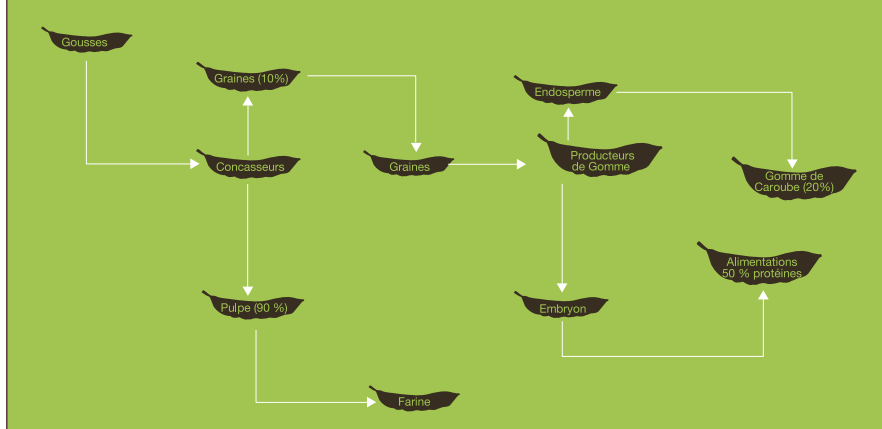 Gousses
Graines (10%)
Endosperme
Concasseurs
Graines
Producteurs
de Gomme
Gomme de
Caroube (20%)
Alimentations
50 % protéines
Pulpe (90 %)
Embryon
Farine